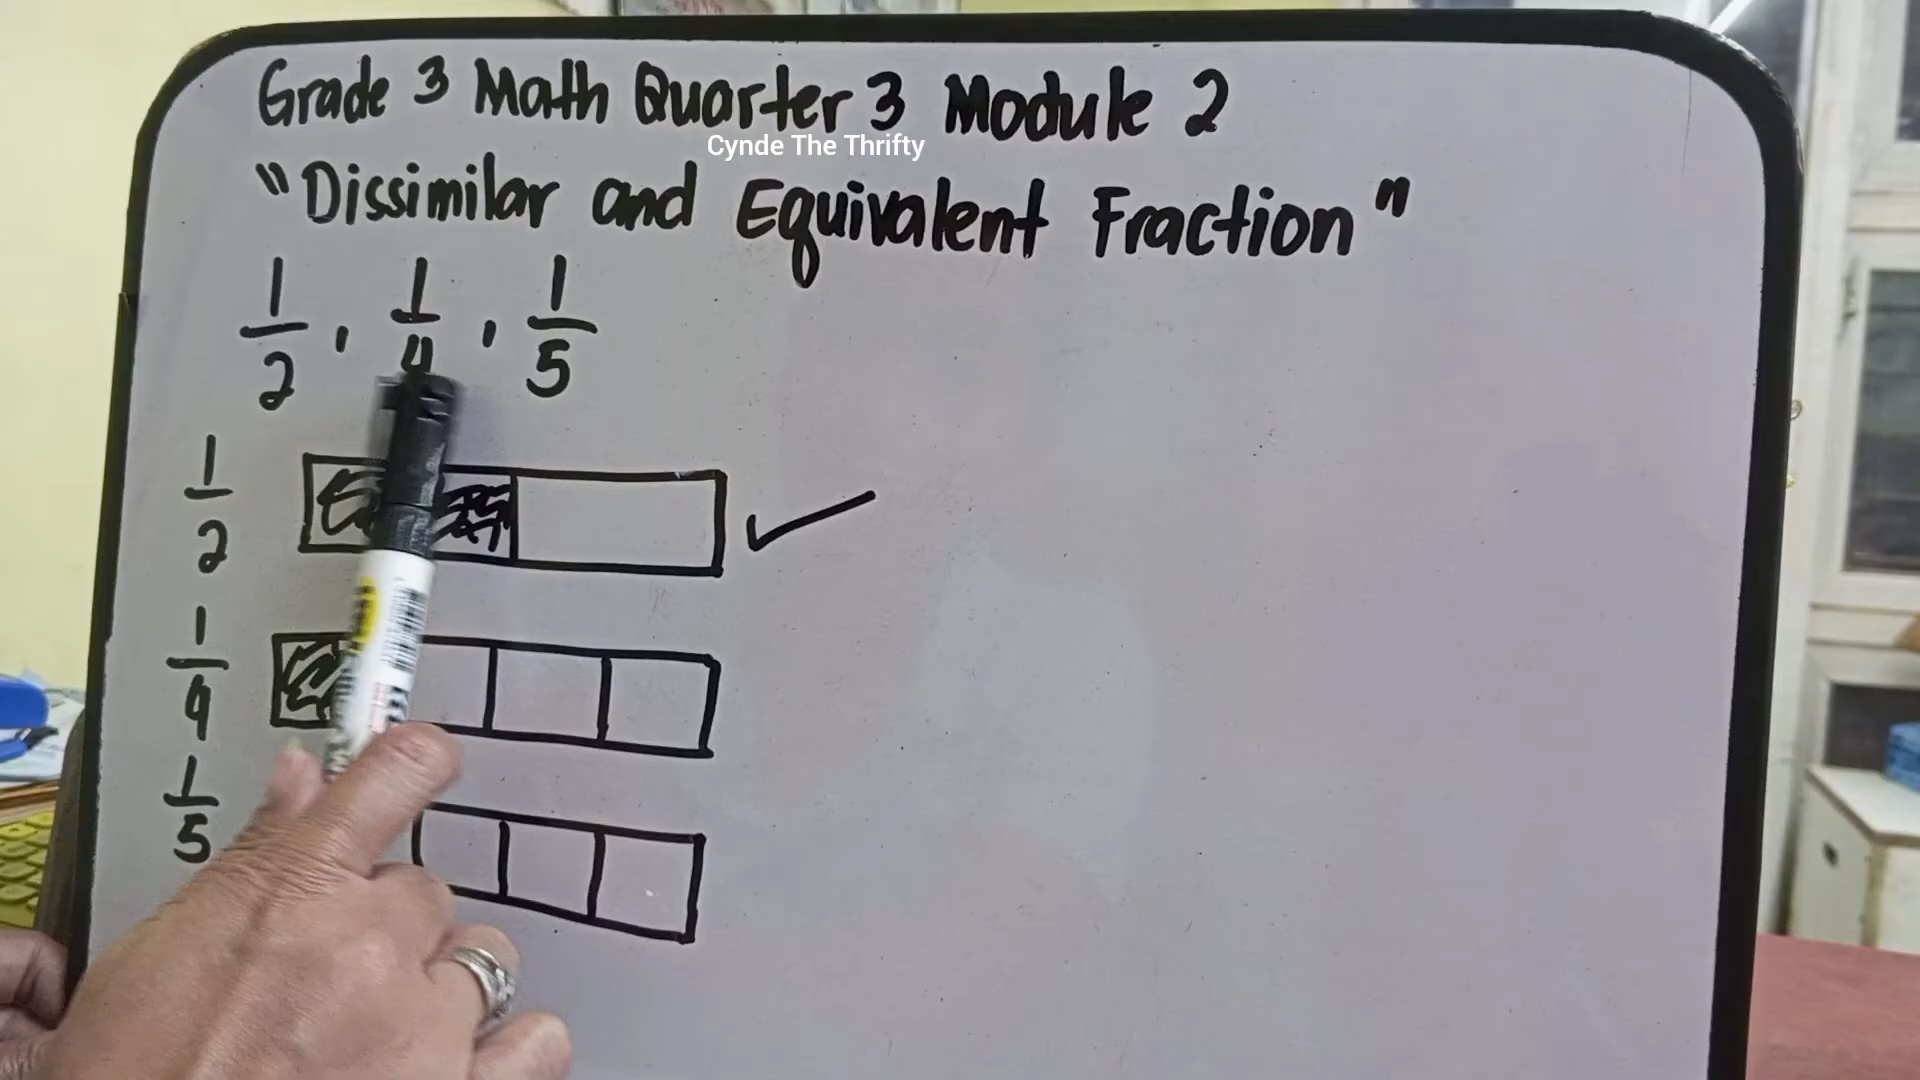 Grade 3 Math Quarter 3 Module 2
Cynde The Thrifty
"Dissimilar and Equivalent Fraction"
1/2, 1/4, 1/5
1/2
1/4
1/5